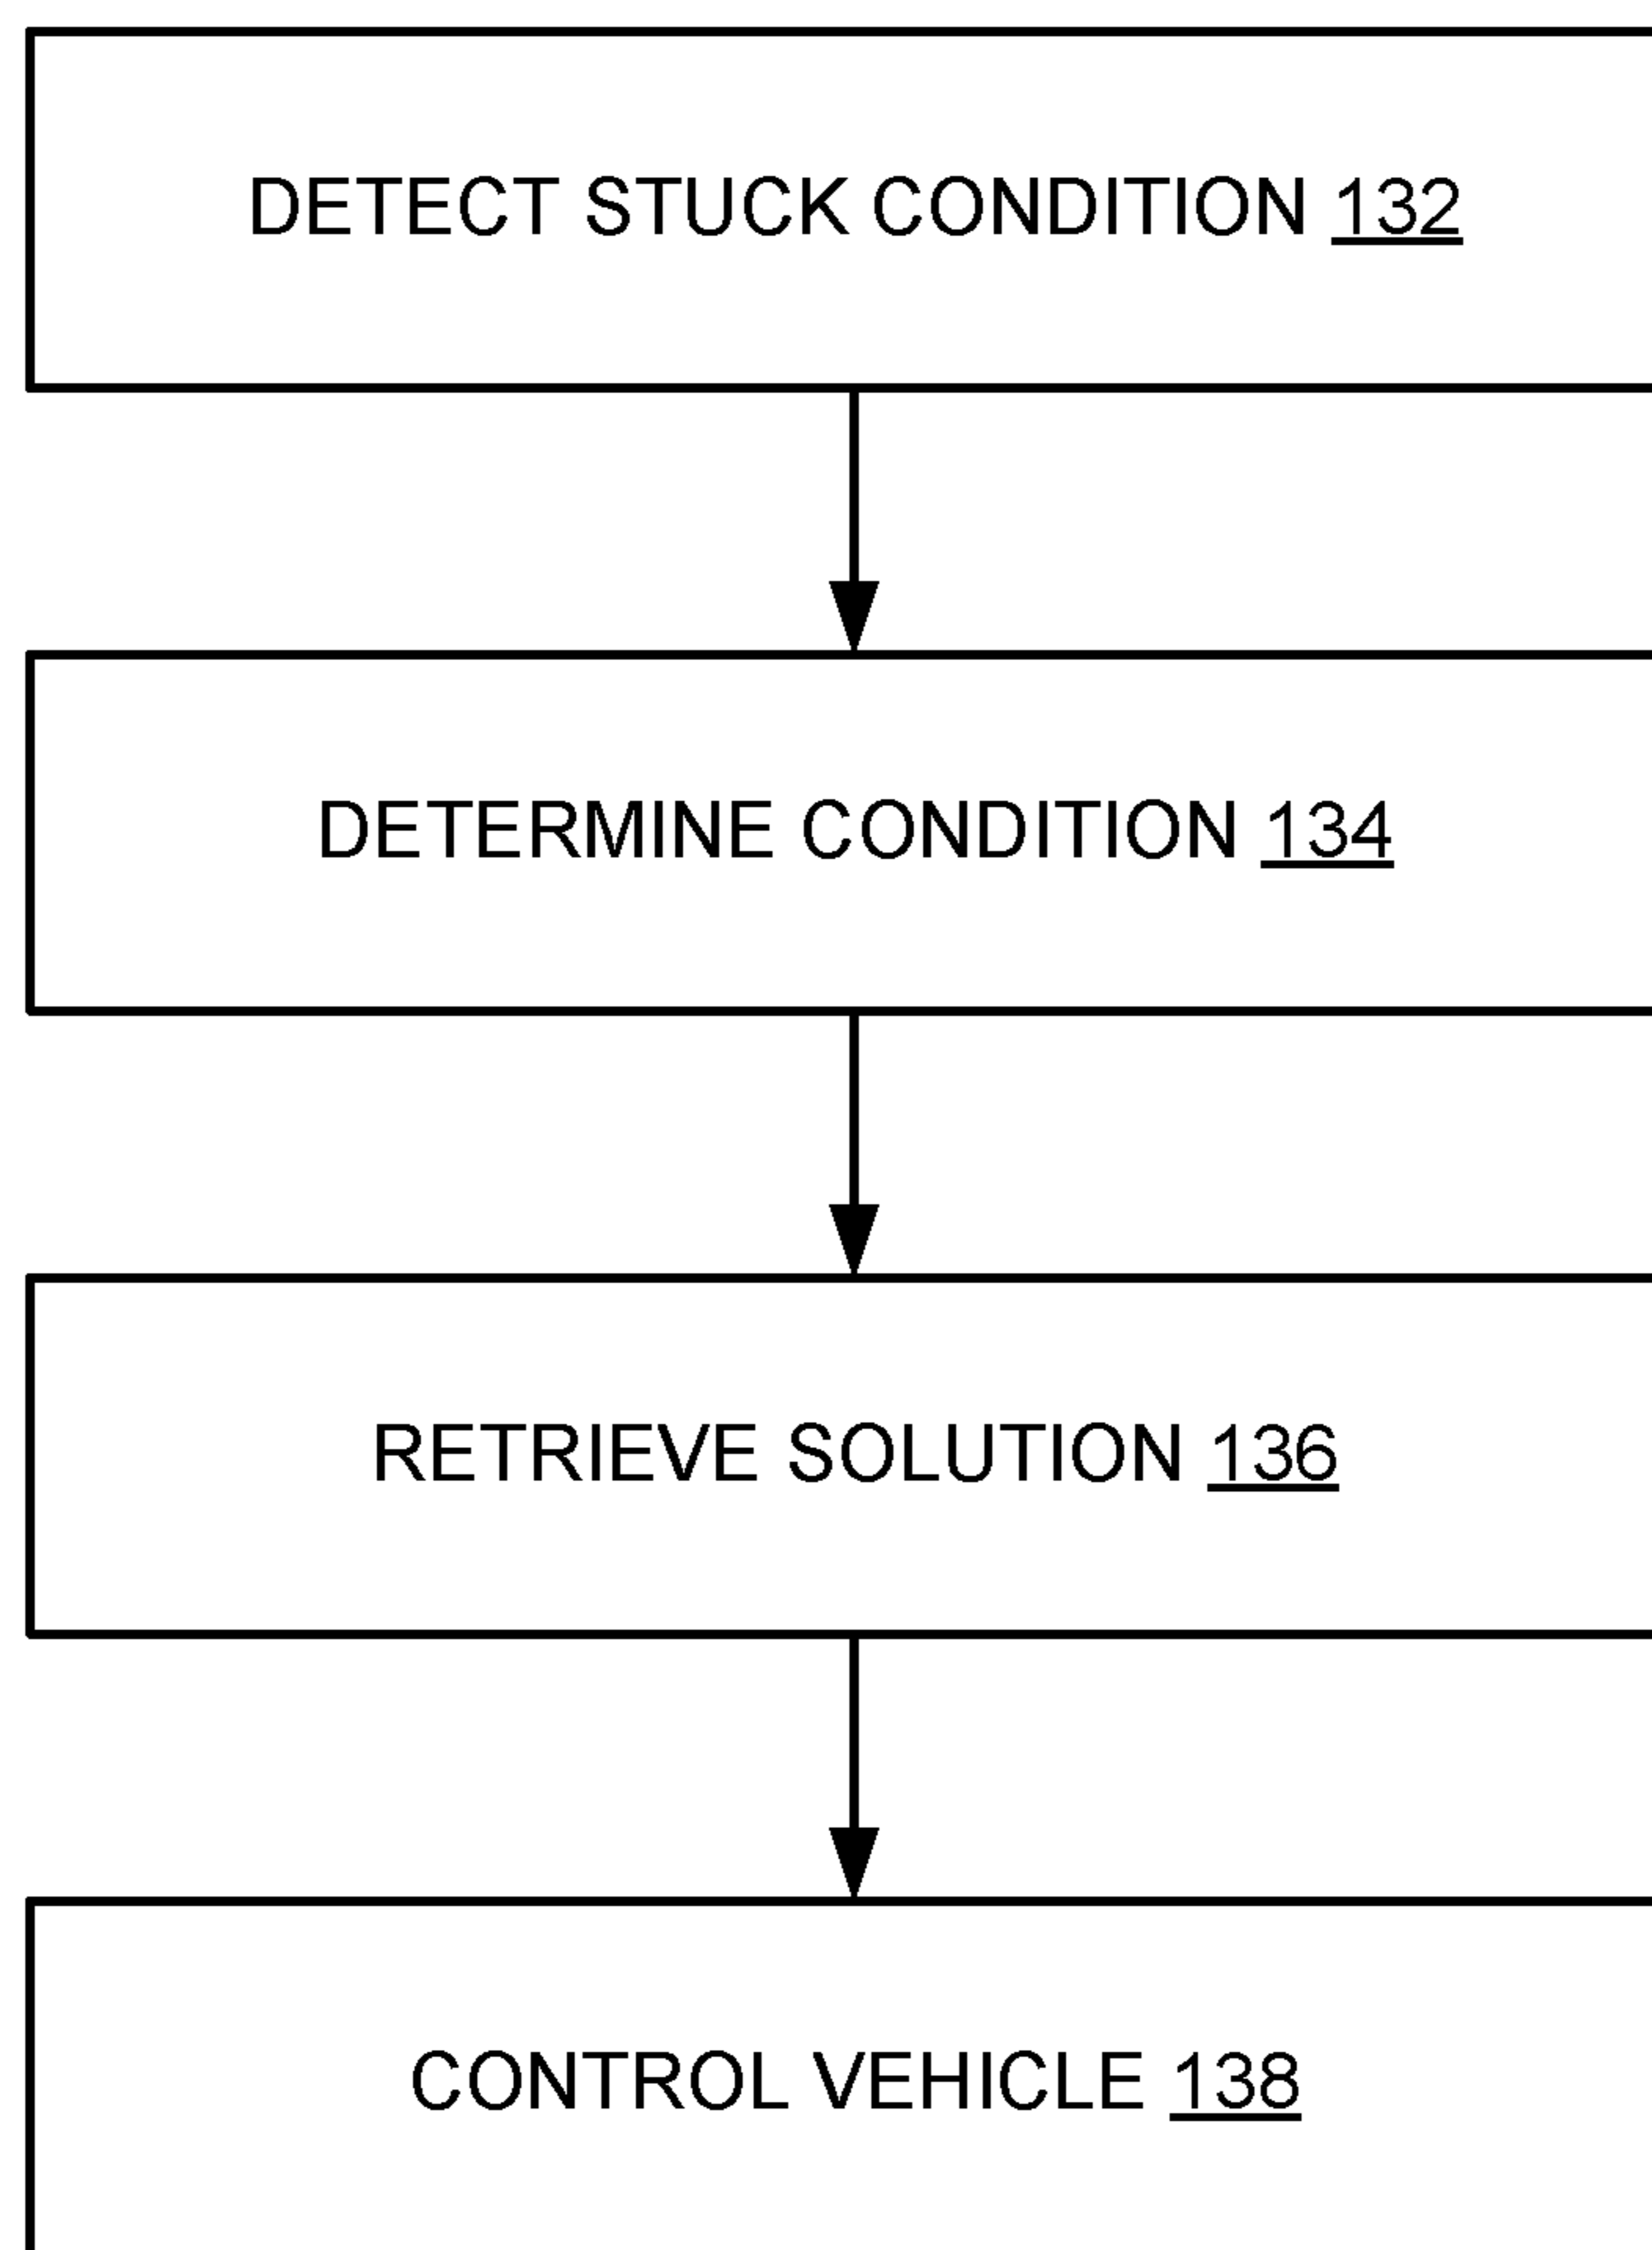 DETECT STUCK CONDITION 132
DETERMINE CONDITION 134
RETRIEVE SOLUTION 136
CONTROL VEHICLE 138